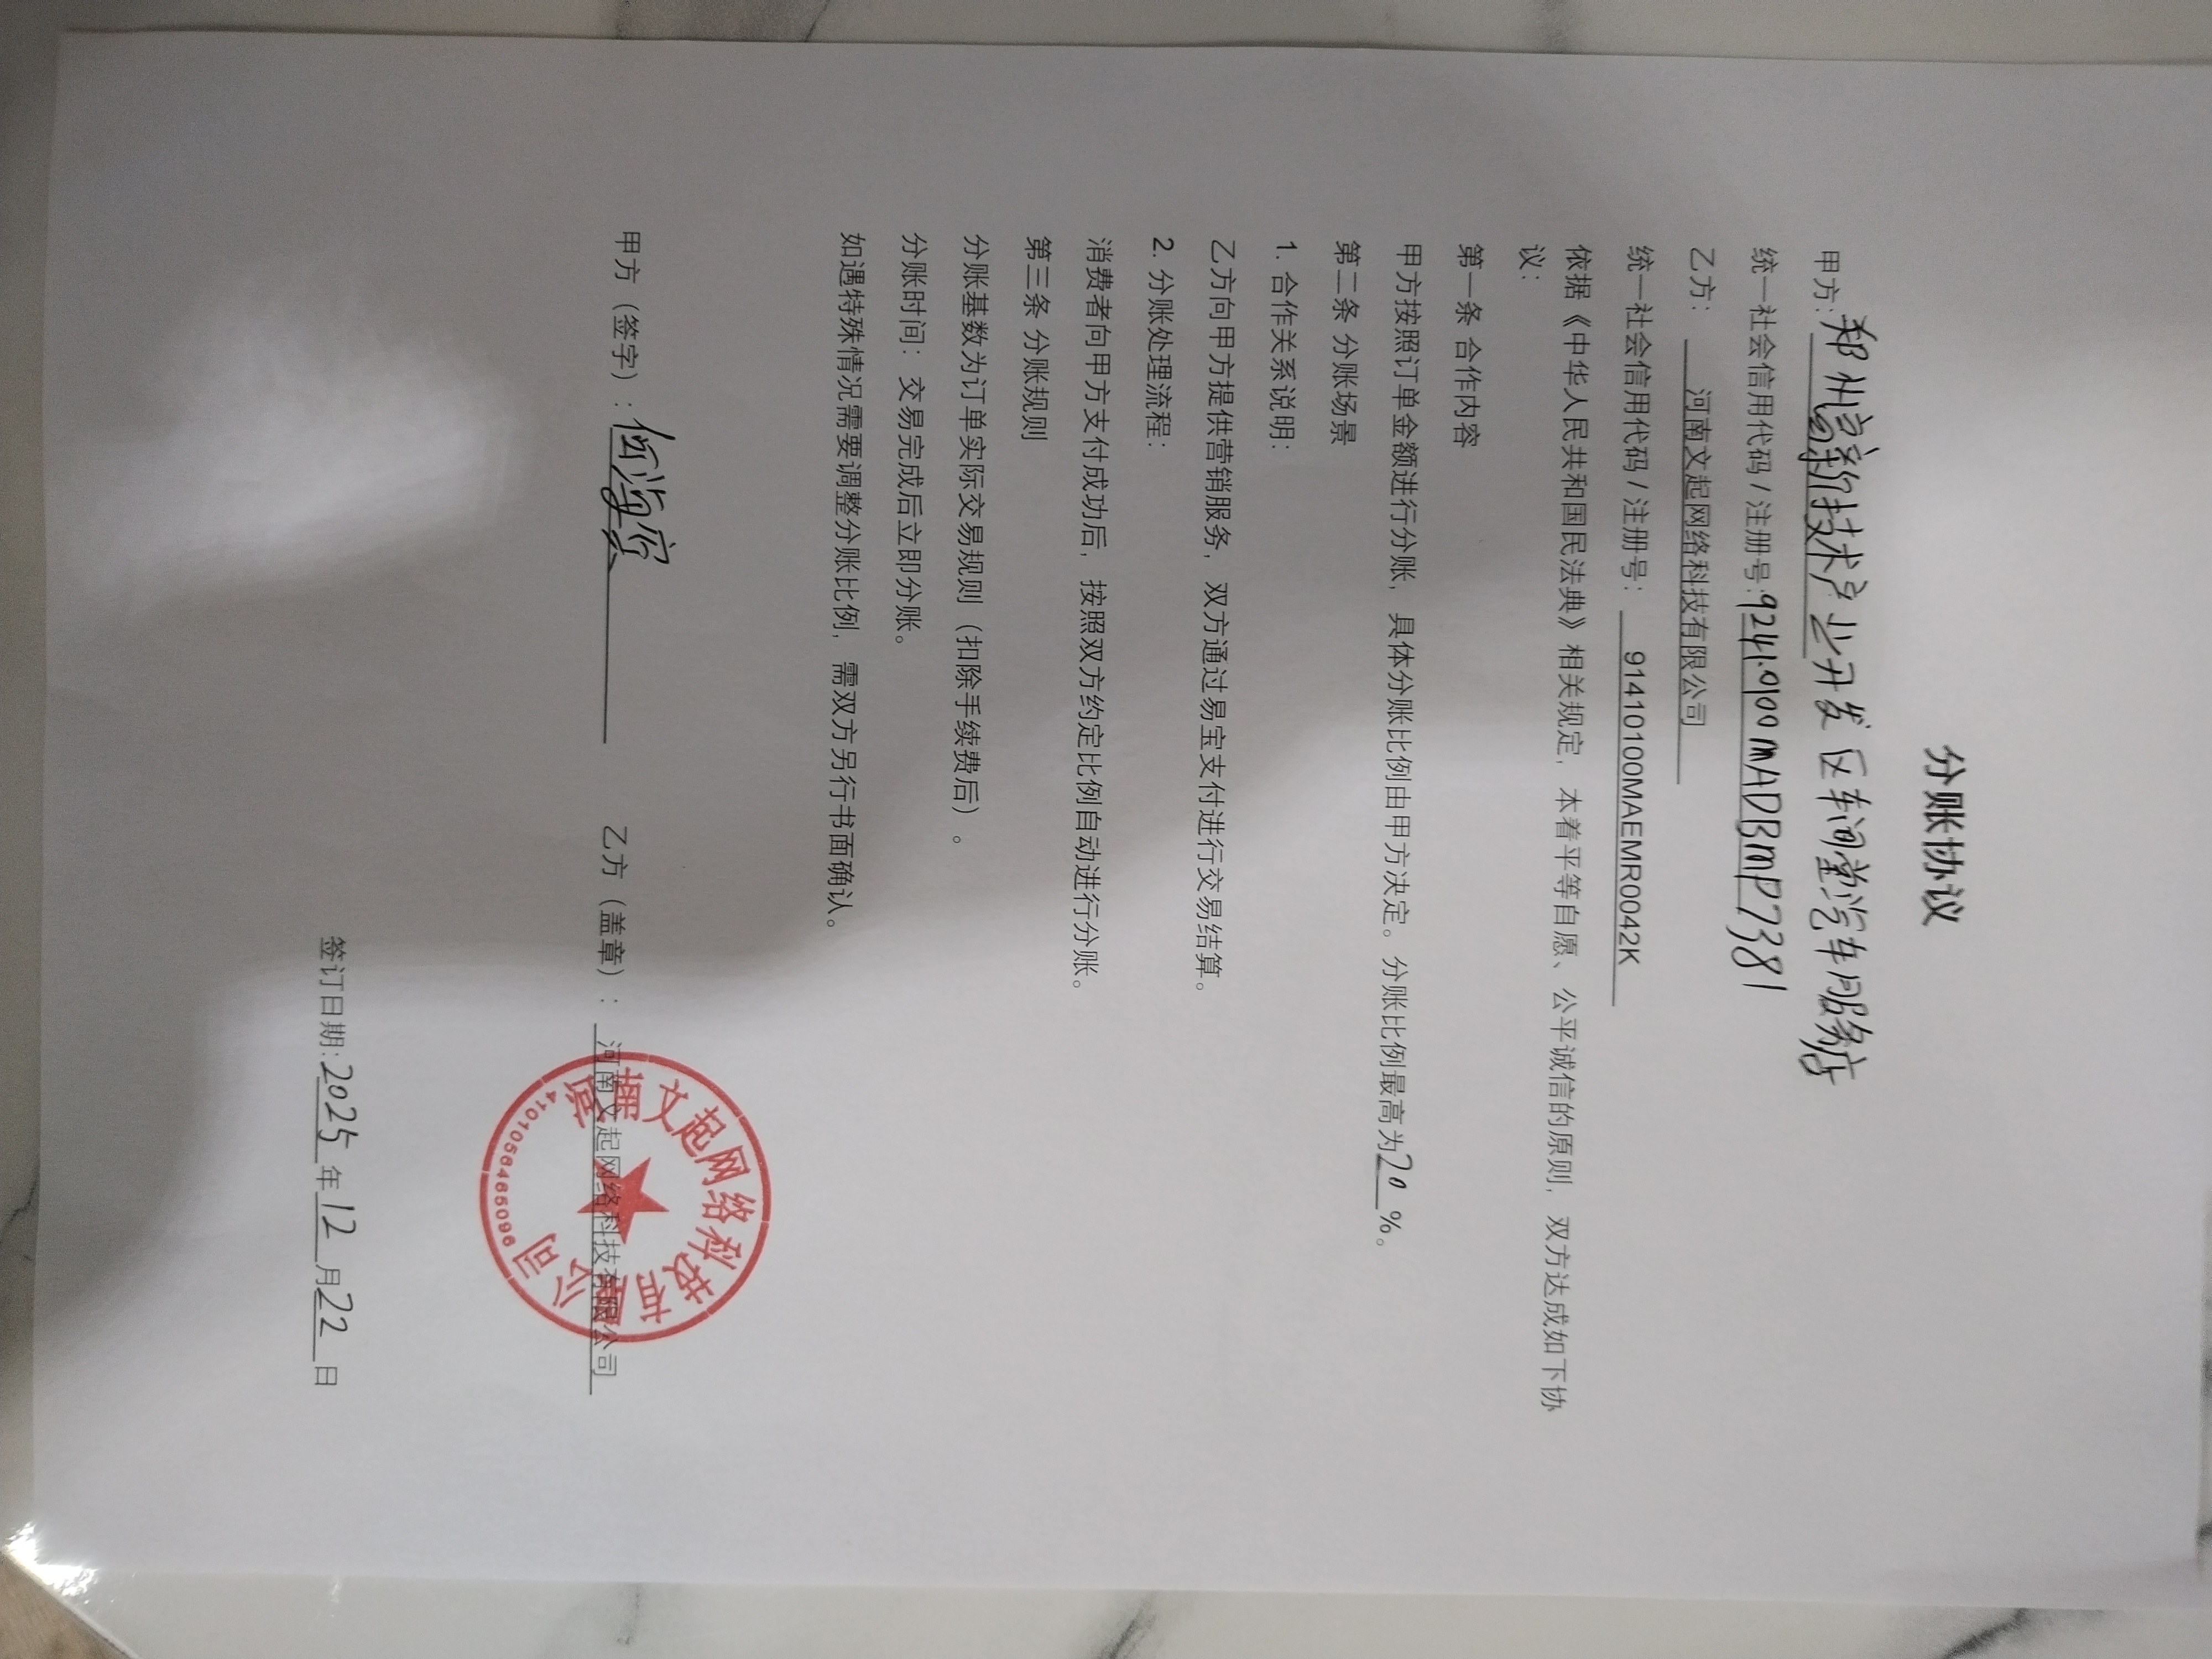 分账协议
甲方：郑州高新技术产业开发区车润堂汽车服务店
统一社会信用代码 / 注册号：92410100MADBMP7381
乙方： 河南文起网络科技有限公司
统一社会信用代码 / 注册号： 91410100MAEMR0042K
依据《中华人民共和国民法典》相关规定，本着平等自愿、公平诚信的原则，双方达成如下协
议：
第一条 合作内容
甲方按照订单金额进行分账，具体分账比例由甲方决定。分账比例最高为20%。
第二条 分账场景
1. 合作关系说明：
乙方向甲方提供营销服务，双方通过易宝支付进行交易结算。
2. 分账处理流程：
消费者向甲方支付成功后，按照双方约定比例自动进行分账。
第三条 分账规则
分账基数为订单实际交易规则（扣除手续费后）。
分账时间：交易完成后立即分账。
如遇特殊情况需要调整分账比例，需双方另行书面确认。
甲方（签字）： 乙方（盖章）： 河南文起网络科技有限公司
河南文起网络科技有限公司
4101058465096
签订日期:2025年12月22日